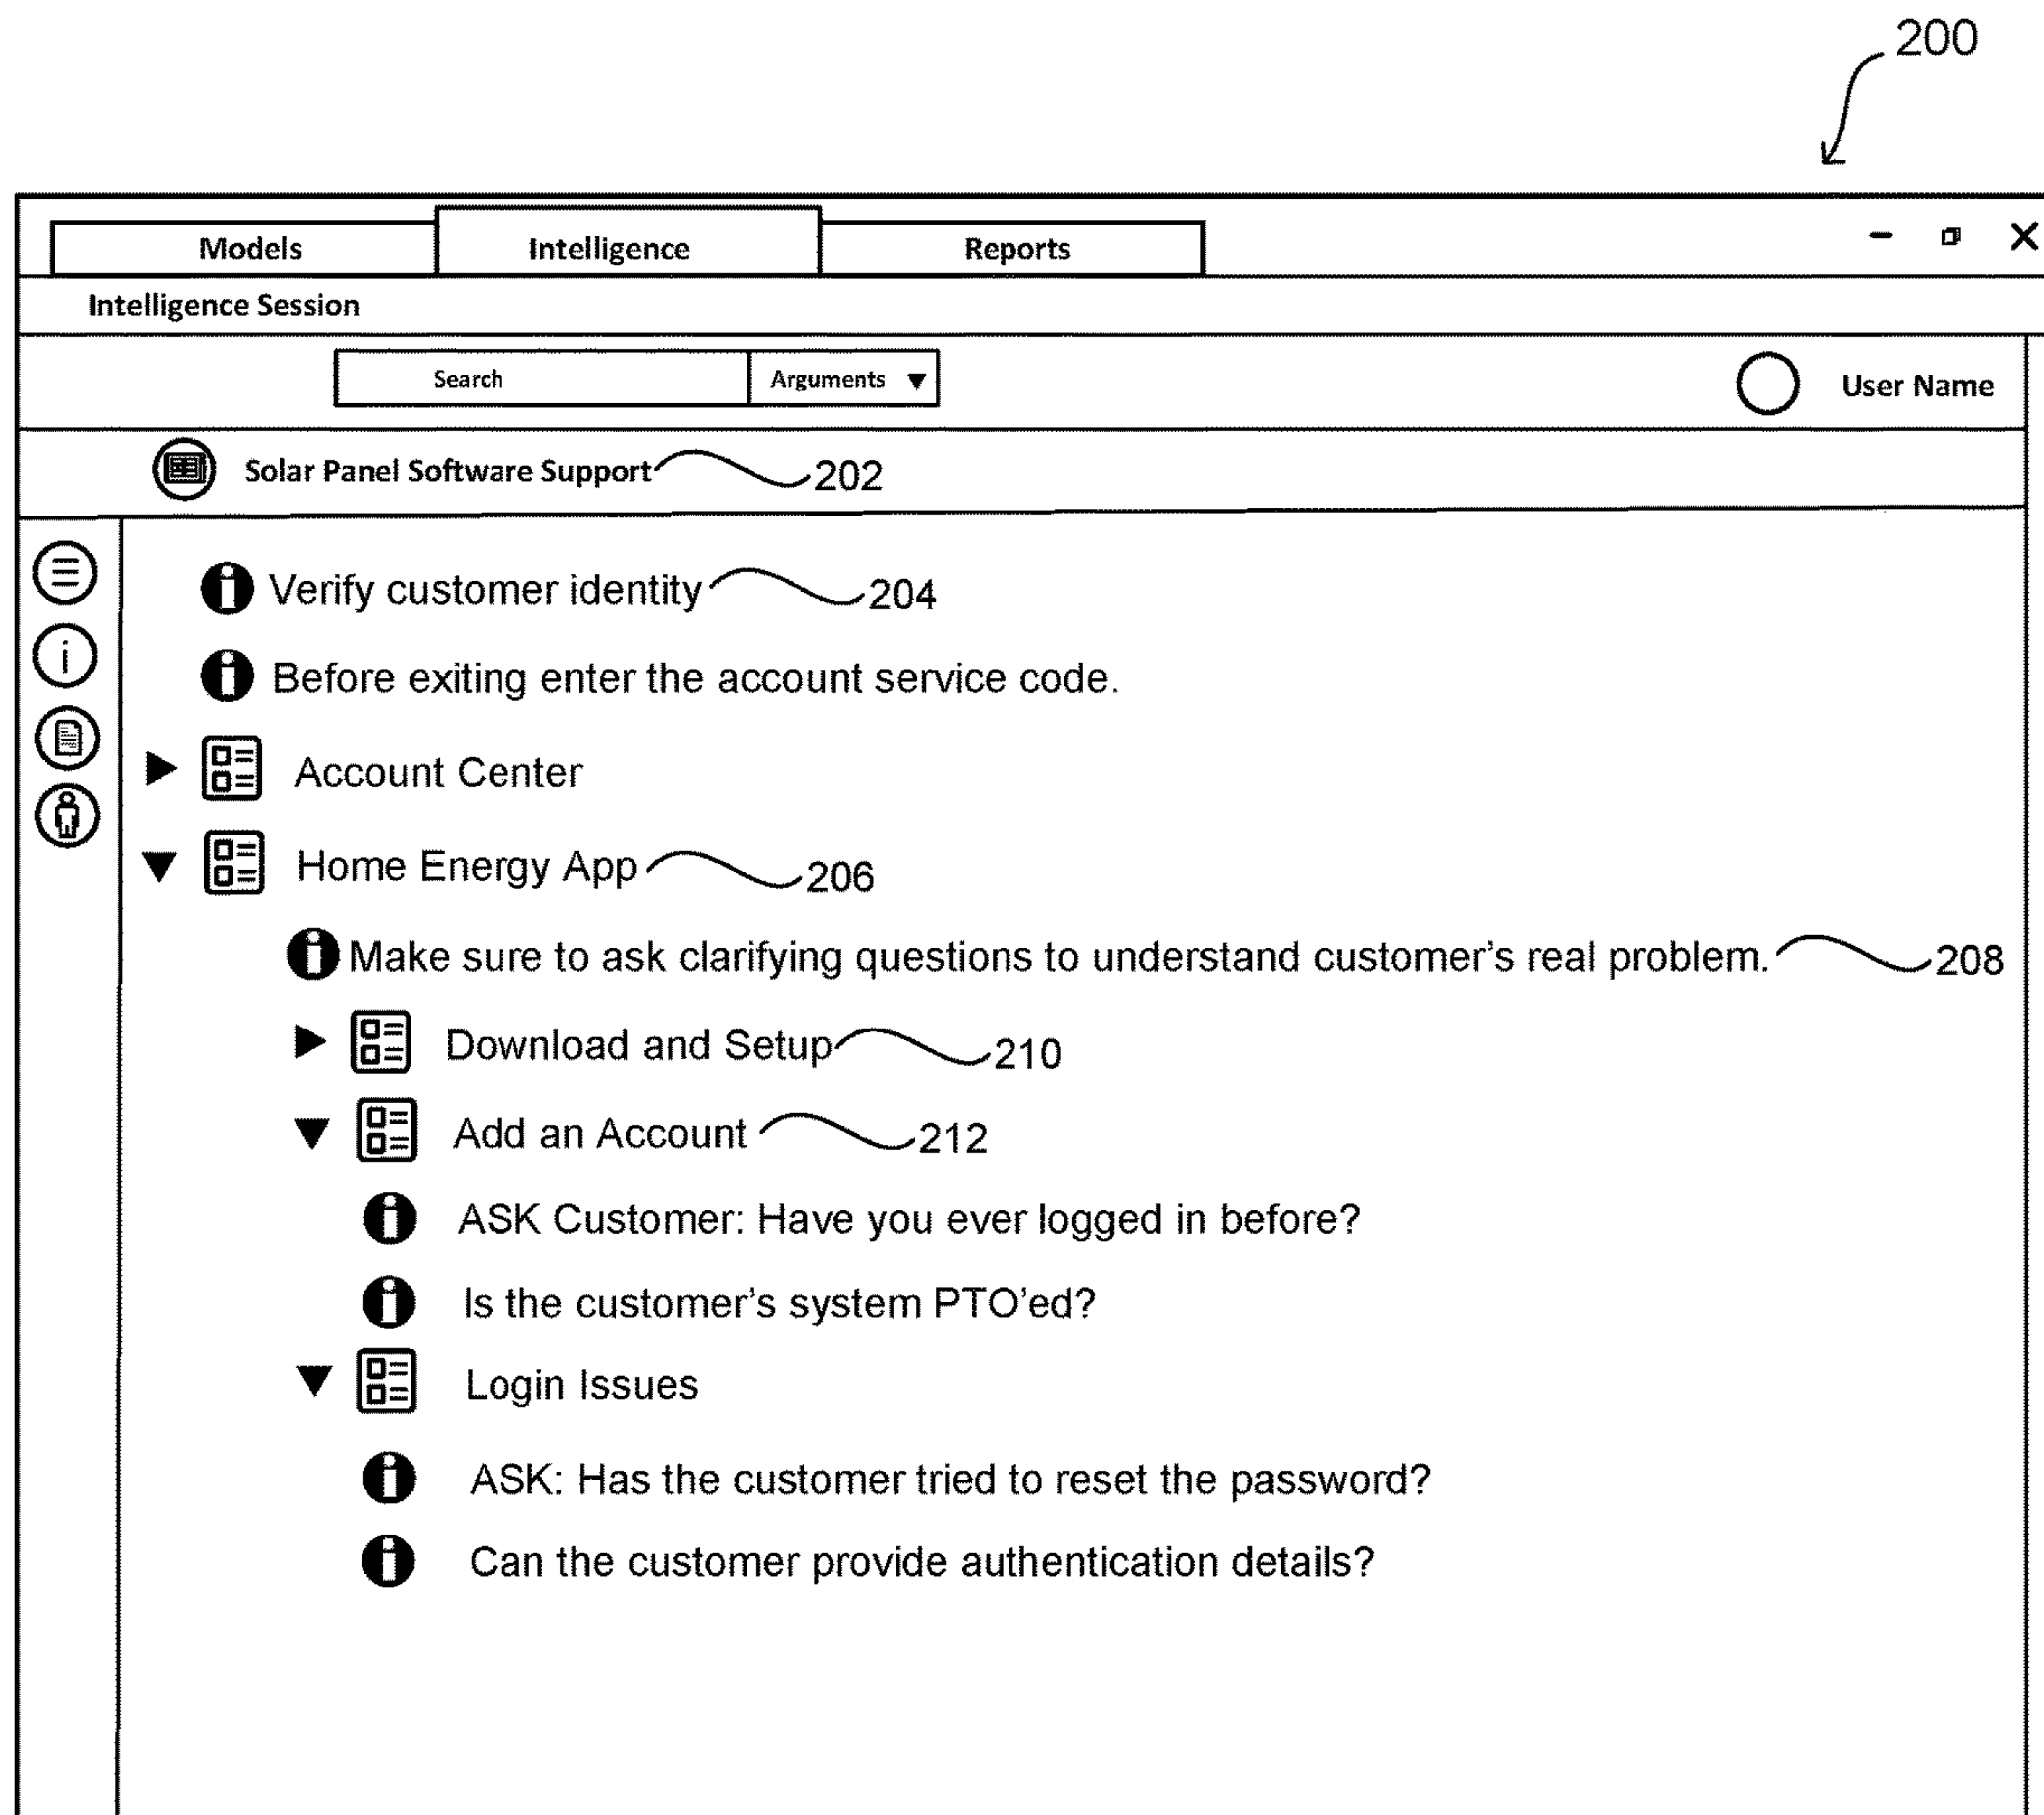 200
Models Intelligence Reports
Intelligence Session
Search Arguments User Name
Solar Panel Software Support 202
Verify customer identity 204
Before exiting enter the account service code.
Account Center
Home Energy App 206
Make sure to ask clarifying questions to understand customer's real problem. 208
Download and Setup 210
Add an Account 212
ASK Customer: Have you ever logged in before?
Is the customer's system PTO'ed?
Login Issues
ASK: Has the customer tried to reset the password?
Can the customer provide authentication details?